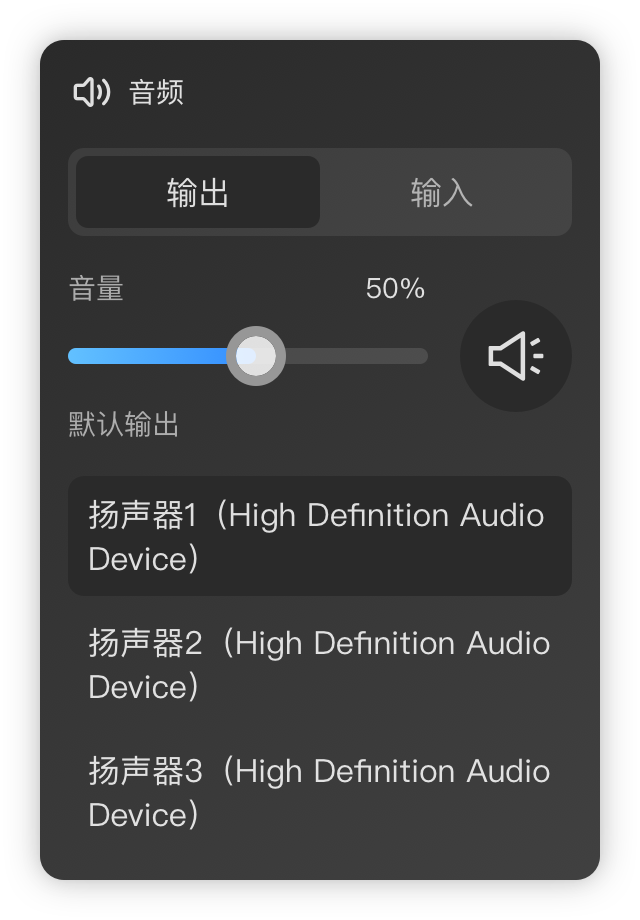 音频
输出
输入
音量
50%
默认输出
扬声器1（High Definition Audio
Device）
扬声器2（High Definition Audio
Device）
扬声器3（High Definition Audio
Device）